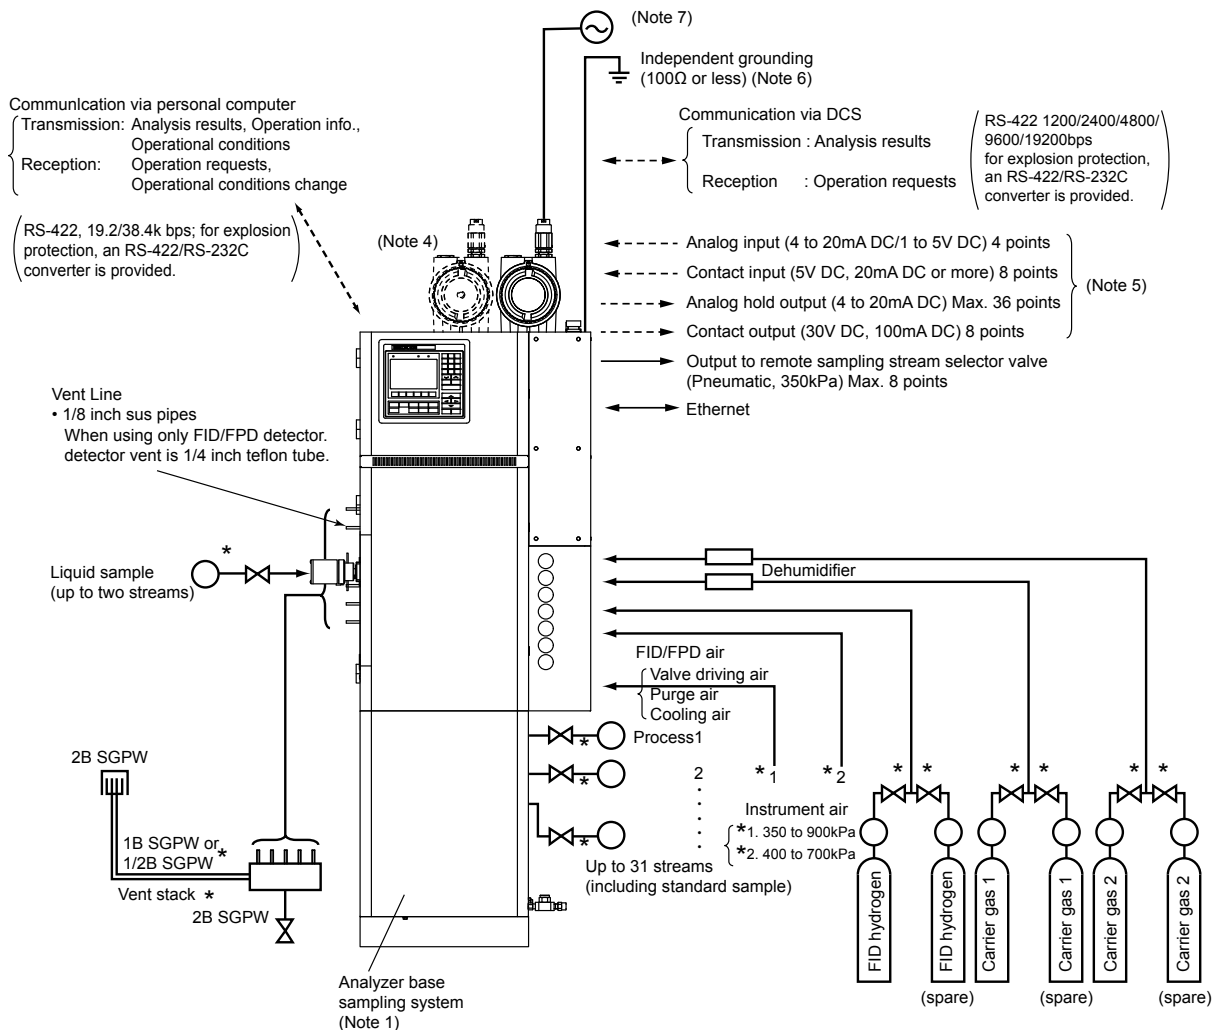 (Note 7)
Independent grounding
(100Ω or less) (Note 6)
Communlcation via personal computer
Transmission: Analysis results, Operation info.,
Operational conditions
Reception: Operation requests,
Operational conditions change
RS-422, 19.2/38.4k bps; for explosion
protection, an RS-422/RS-232C
converter is provided.
Communication via DCS
Transmission : Analysis results
Reception : Operation requests
RS-422 1200/2400/4800/
9600/19200bps
for explosion protection,
an RS-422/RS-232C
converter is provided.
(Note 4)
Analog input (4 to 20mA DC/1 to 5V DC) 4 points
Contact input (5V DC, 20mA DC or more) 8 points
Analog hold output (4 to 20mA DC) Max. 36 points
Contact output (30V DC, 100mA DC) 8 points
(Note 5)
Output to remote sampling stream selector valve
(Pneumatic, 350kPa) Max. 8 points
Ethernet
Vent Line
• 1/8 inch sus pipes
When using only FID/FPD detector.
detector vent is 1/4 inch teflon tube.
*
Liquid sample
(up to two streams)
Dehumidifier
FID/FPD air
Valve driving air
Purge air
Cooling air
* Process1
*
*
2
Up to 31 streams
(including standard sample)
*1
*2
Instrument air
*1. 350 to 900kPa
*2. 400 to 700kPa
2B SGPW
1B SGPW or
1/2B SGPW *
Vent stack *
2B SGPW
* * * * * *
FID hydrogen
FID hydrogen
(spare)
Carrier gas 1
Carrier gas 1
(spare)
Carrier gas 2
Carrier gas 2
(spare)
Analyzer base
sampling system
(Note 1)